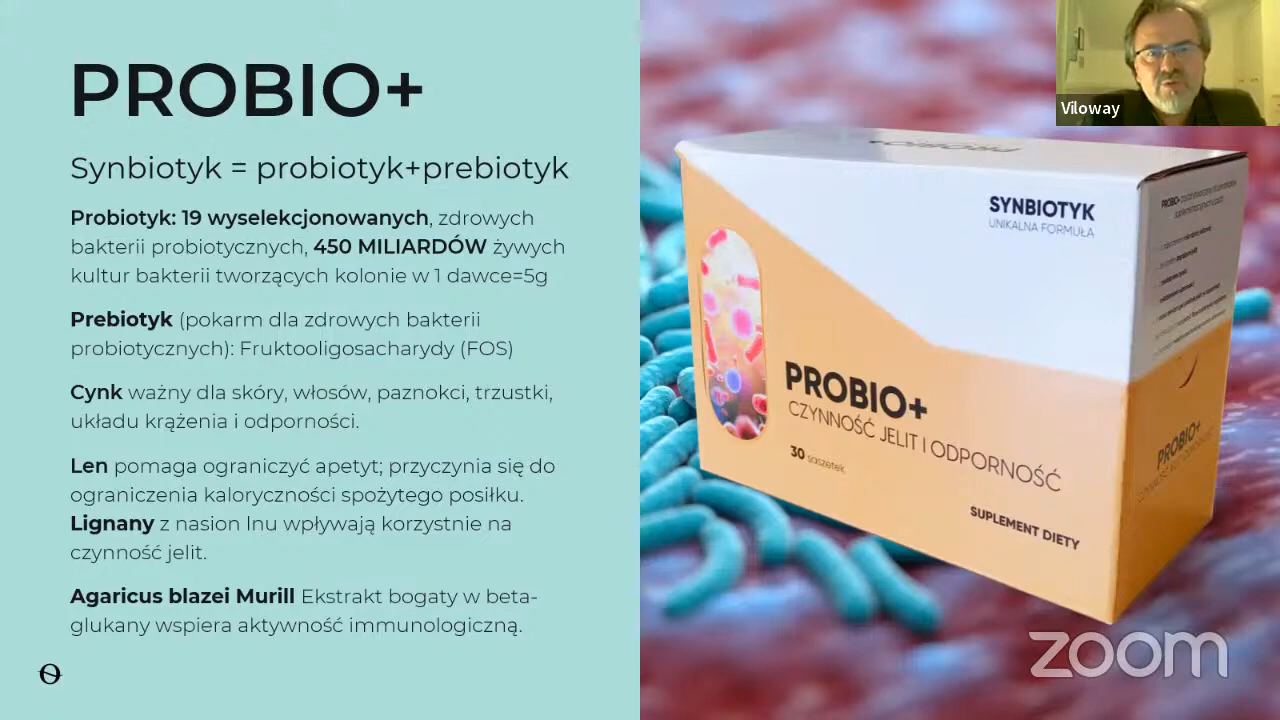 PROBIO+
Synbiotyk = probiotyk+prebiotyk
Probiotyk: 19 wyselekcjonowanych, zdrowych
bakterii probiotycznych, 450 MILIARDÓW żywych
kultur bakterii tworzących kolonie w 1 dawce=5g
Prebiotyk (pokarm dla zdrowych bakterii
probiotycznych): Fruktooligosacharydy (FOS)
Cynk ważny dla skóry, włosów, paznokci, trzustki,
układu krążenia i odporności.
Len pomaga ograniczyć apetyt; przyczynia się do
ograniczenia kaloryczności spożytego posiłku.
Lignany z nasion lnu wpływają korzystnie na
czynność jelit.
Agaricus blazei Murill Ekstrakt bogaty w beta-
glukany wspiera aktywność immunologiczną.
Viloway
PROBIO+
SYNBIOTYK
UNIKALNA FORMUŁA
PROBIO+
CZYNNOŚĆ JELIT I ODPORNOŚĆ
30 saszetek
SUPLEMENT DIETY
PROBIO+
zoom